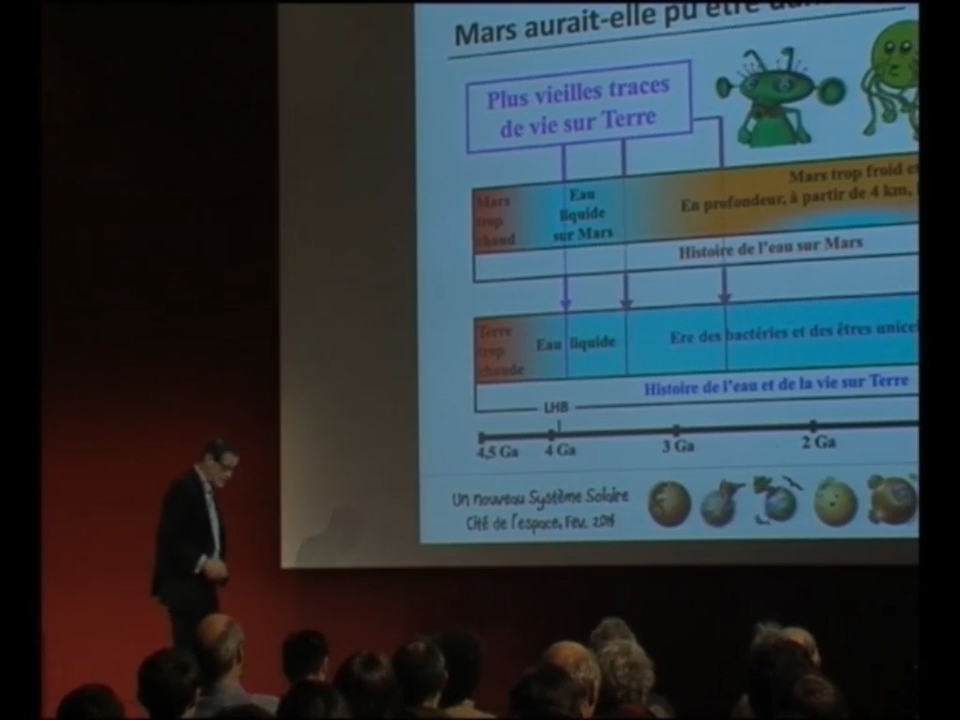 Mars aurait-elle pu être
Plus vieilles traces
de vie sur Terre
Mars
trop
chaud
Eau
liquide
sur Mars
Mars trop froid et
En profondeur, à partir de 4 km,
Histoire de l'eau sur Mars
Terre
trop
chaude
Eau liquide
Ere des bactéries et des êtres unice
Histoire de l'eau et de la vie sur Terre
LHB
4,5 Ga
4 Ga
3 Ga
2 Ga
Un nouveau Système Solaire
Cité de l'espace, Fév.